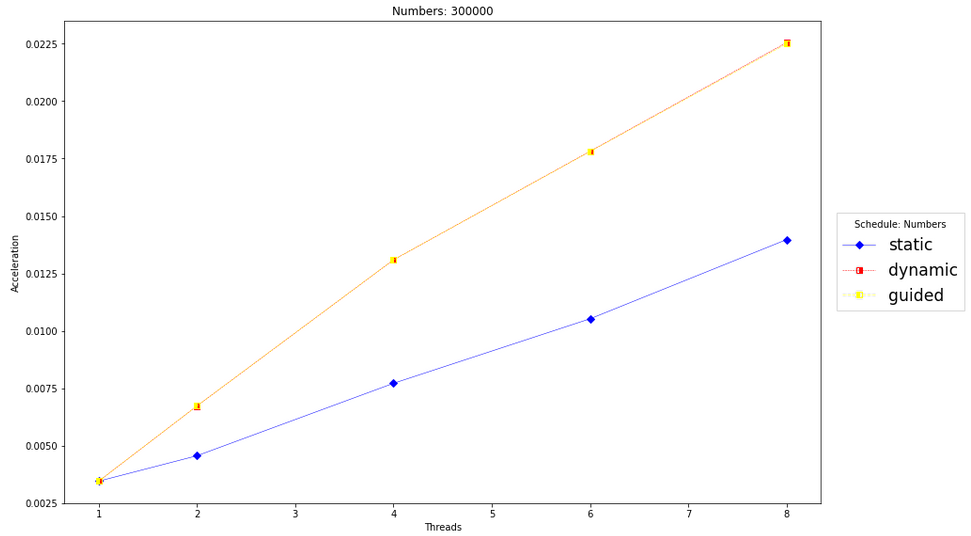 Numbers: 300000
Acceleration
0.0225
0.0200
0.0175
0.0150
0.0125
0.0100
0.0075
0.0050
0.0025
1 2 3 4 5 6 7 8
Threads
Schedule: Numbers
static
dynamic
guided